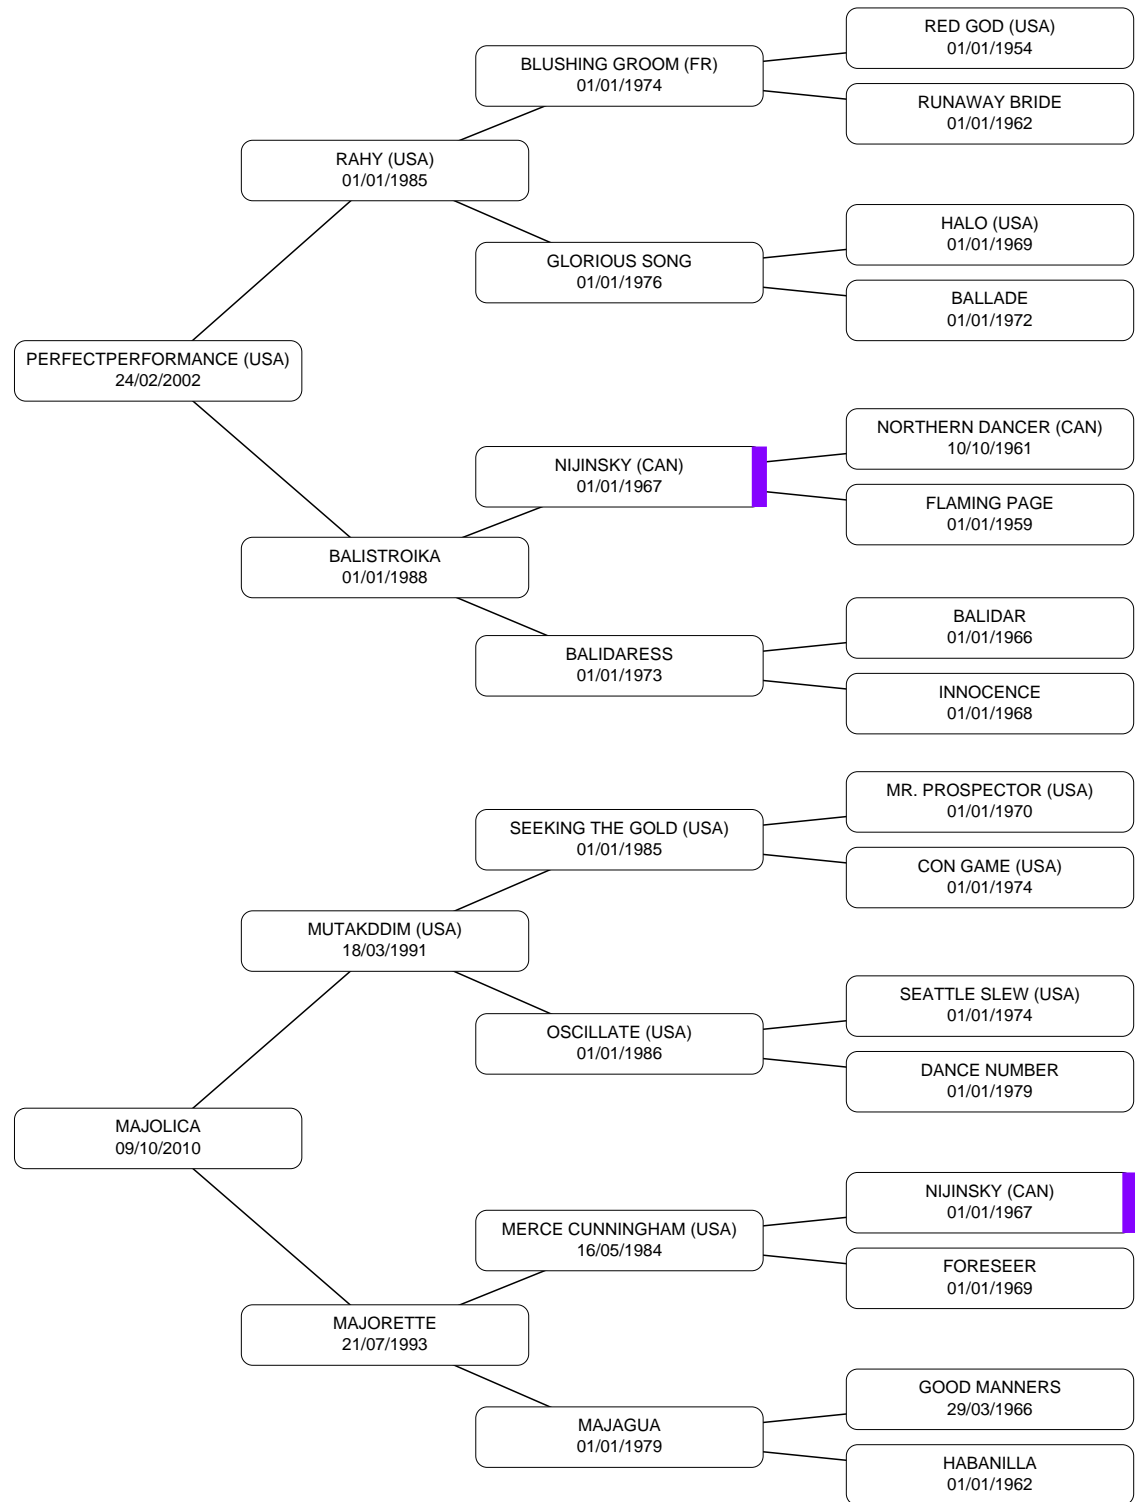 RED GOD (USA)
01/01/1954
BLUSHING GROOM (FR)
01/01/1974
RUNAWAY BRIDE
01/01/1962
RAHY (USA)
01/01/1985
HALO (USA)
01/01/1969
GLORIOUS SONG
01/01/1976
BALLADE
01/01/1972
PERFECTPERFORMANCE (USA)
24/02/2002
NORTHERN DANCER (CAN)
10/10/1961
NIJINSKY (CAN)
01/01/1967
FLAMING PAGE
01/01/1959
BALISTROIKA
01/01/1988
BALIDAR
01/01/1966
BALIDARESS
01/01/1973
INNOCENCE
01/01/1968
MR. PROSPECTOR (USA)
01/01/1970
SEEKING THE GOLD (USA)
01/01/1985
CON GAME (USA)
01/01/1974
MUTAKDDIM (USA)
18/03/1991
SEATTLE SLEW (USA)
01/01/1974
OSCILLATE (USA)
01/01/1986
DANCE NUMBER
01/01/1979
MAJOLICA
09/10/2010
NIJINSKY (CAN)
01/01/1967
MERCE CUNNINGHAM (USA)
16/05/1984
FORESEER
01/01/1969
MAJORETTE
21/07/1993
GOOD MANNERS
29/03/1966
MAJAGUA
01/01/1979
HABANILLA
01/01/1962